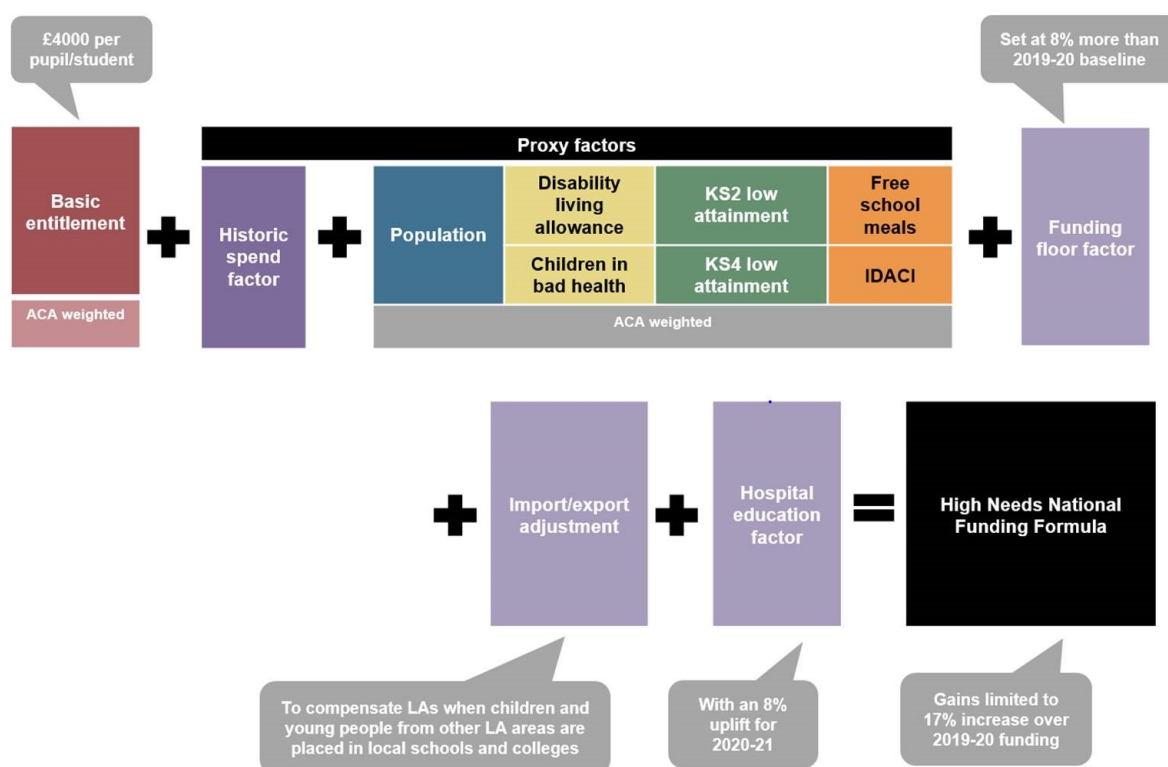 £4000 per
pupil/student
Set at 8% more than
2019-20 baseline
Proxy factors
Basic
entitlement
ACA weighted
Historic
spend
factor
Population
Disability
living
allowance
Children in
bad health
KS2 low
attainment
KS4 low
attainment
Free
school
meals
IDACI
ACA weighted
Funding
floor factor
Import/export
adjustment
Hospital
education
factor
High Needs National
Funding Formula
To compensate LAs when children and
young people from other LA areas are
placed in local schools and colleges
With an 8%
uplift for
2020-21
Gains limited to
17% increase over
2019-20 funding